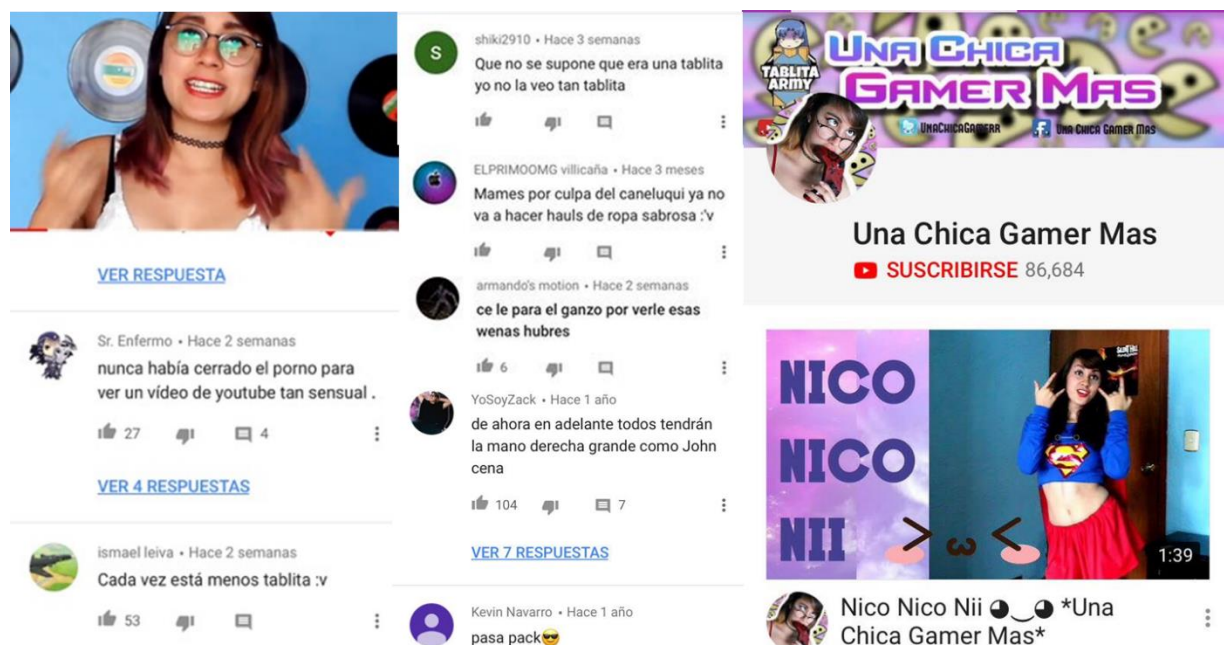 VER RESPUESTA
Sr. Enfermo • Hace 2 semanas
nunca había cerrado el porno para
ver un vídeo de youtube tan sensual .
27
4
VER 4 RESPUESTAS
ismael leiva • Hace 2 semanas
Cada vez está menos tablita :v
53
S
shiki2910 • Hace 3 semanas
Que no se supone que era una tablita
yo no la veo tan tablita
ELPRIMOOMG villicaña • Hace 3 meses
Mames por culpa del caneluqui ya no
va a hacer hauls de ropa sabrosa :'v
armando's motion • Hace 2 semanas
ce le para el ganzo por verle esas
wenas hubres
6
YoSoyZack • Hace 1 año
de ahora en adelante todos tendrán
la mano derecha grande como John
cena
104
7
VER 7 RESPUESTAS
Kevin Navarro • Hace 1 año
pasa pack😎
TABLITA
ARMY
UNA CHICA
GAMER MAS
UNACHICAGAMERR
UNA CHICA GAMER MAS
Una Chica Gamer Mas
SUSCRIBIRSE 86,684
NICO
NICO
NII
> ω <
1:39
Nico Nico Nii ◕‿◕ *Una
Chica Gamer Mas*